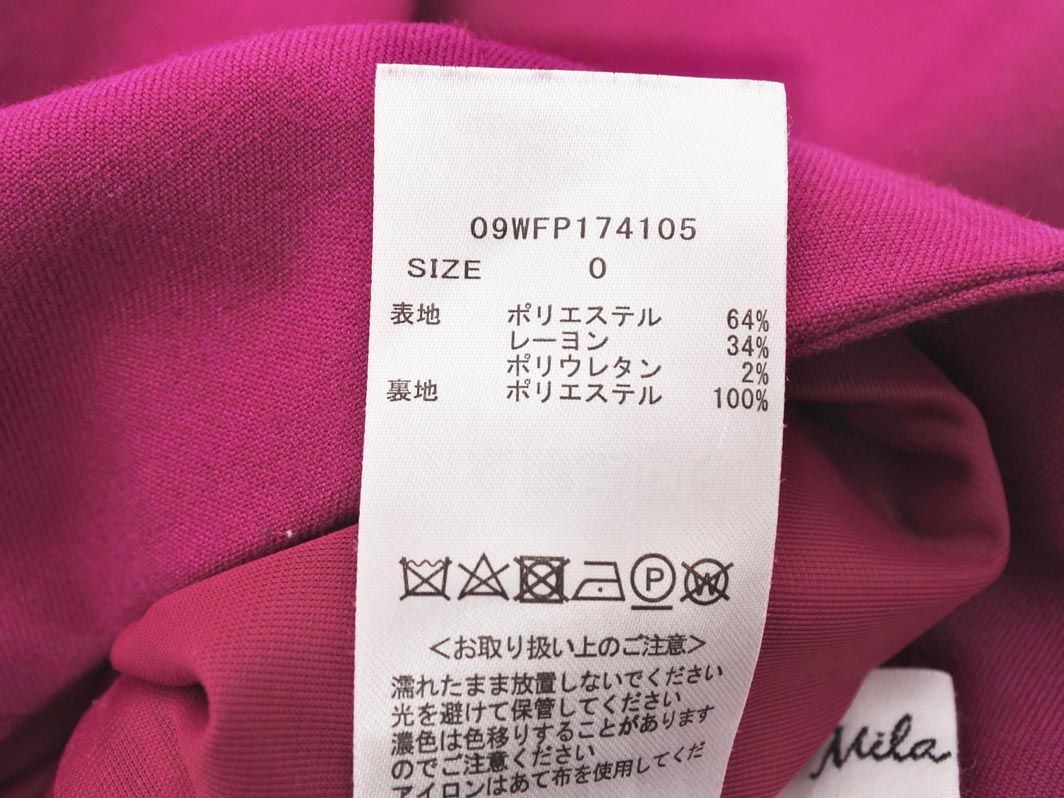 09WFP174105
SIZE 0
表地 ポリエステル 64%
レーヨン 34%
ポリウレタン 2%
裏地 ポリエステル 100%
P
W
<お取り扱い上のご注意>
濡れたまま放置しないでください
光を避けて保管してください
濃色は色移りすることがあります
のでご注意ください
アイロンはあて布を使用してくだ
Mila